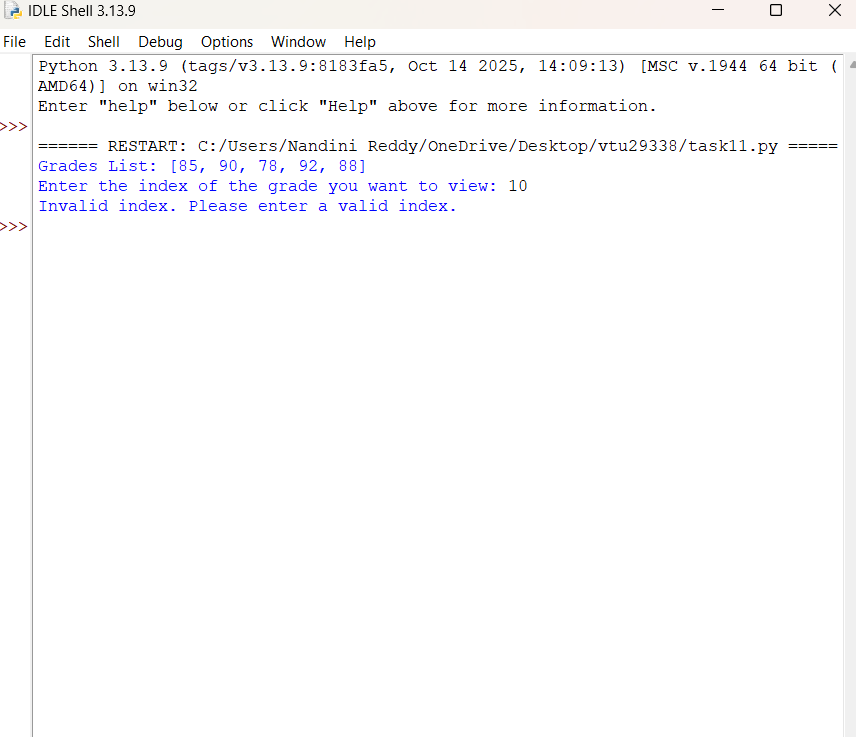 IDLE Shell 3.13.9
File Edit Shell Debug Options Window Help
Python 3.13.9 (tags/v3.13.9:8183fa5, Oct 14 2025, 14:09:13) [MSC v.1944 64 bit (
AMD64)] on win32
Enter "help" below or click "Help" above for more information.
>>>
====== RESTART: C:/Users/Nandini Reddy/OneDrive/Desktop/vtu29338/task11.py =====
Grades List: [85, 90, 78, 92, 88]
Enter the index of the grade you want to view: 10
Invalid index. Please enter a valid index.
>>>